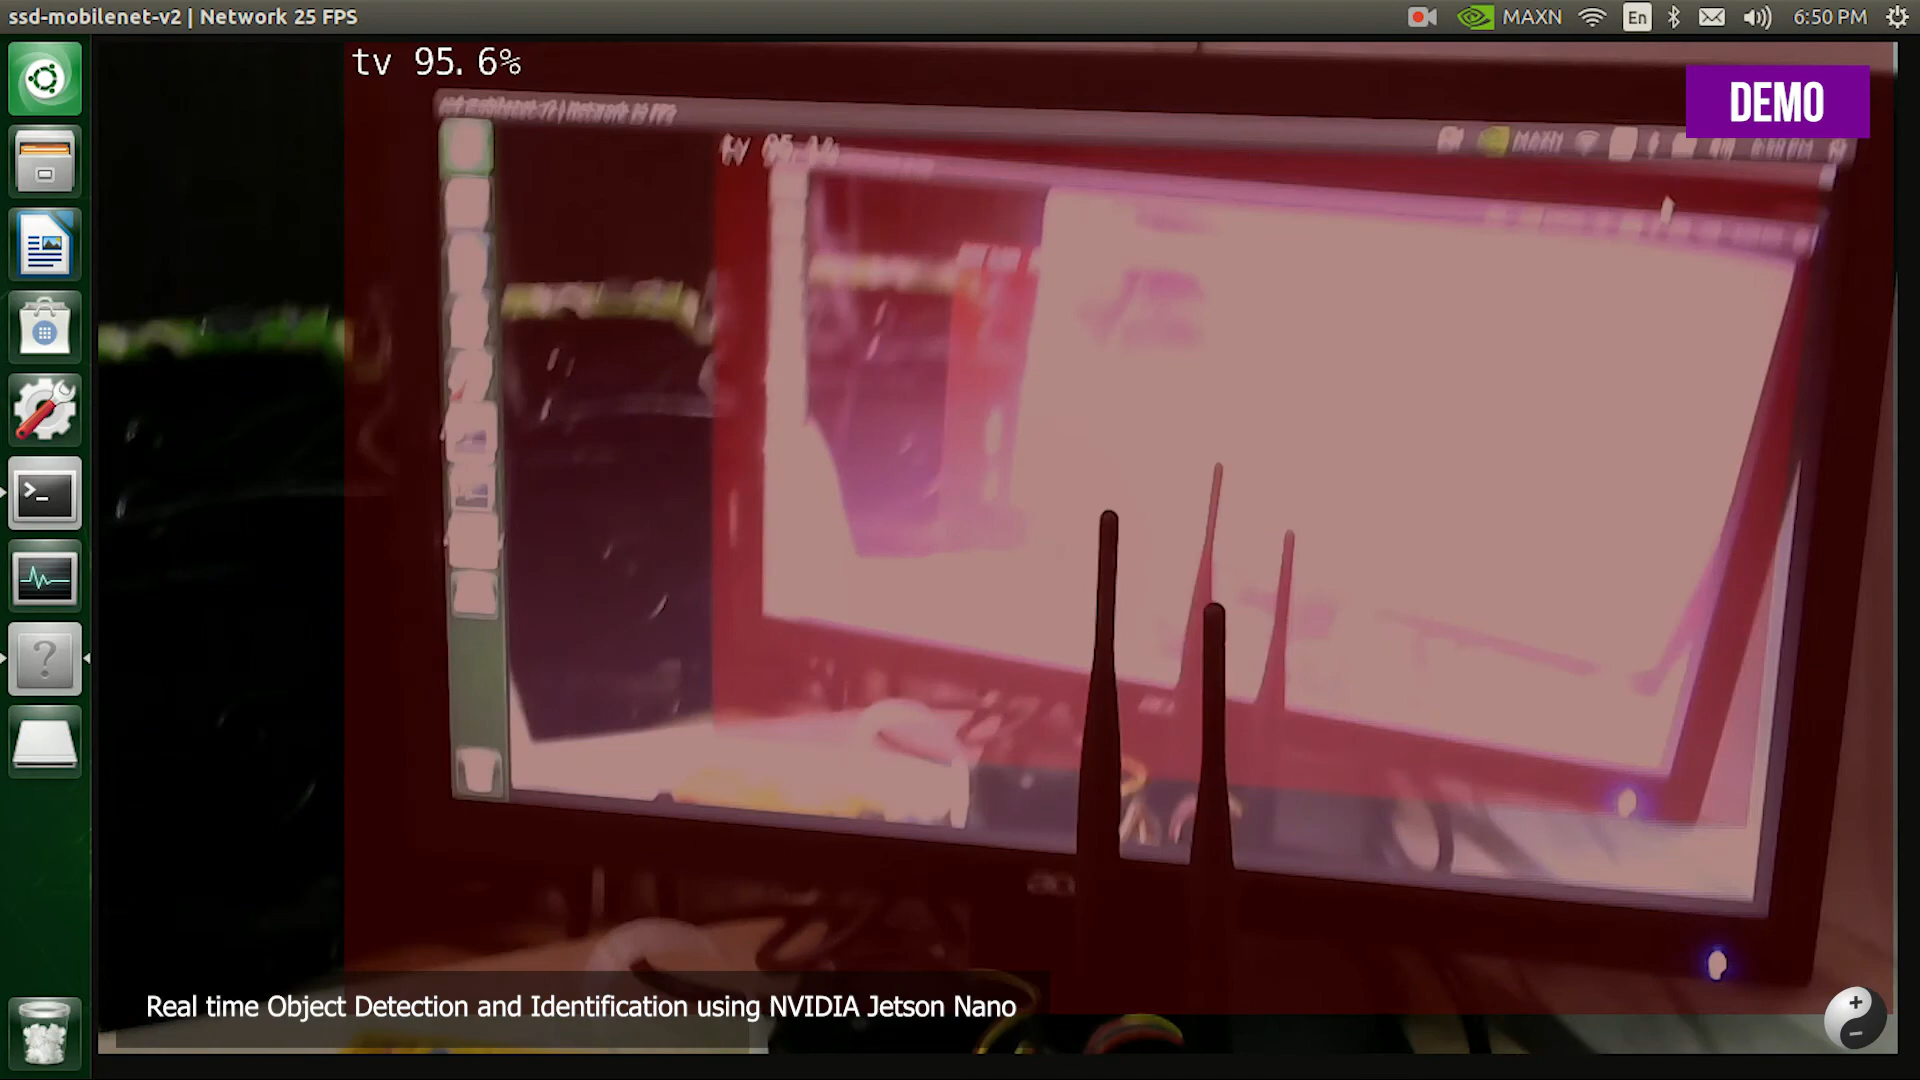 ssd-mobilenet-v2 | Network 25 FPS
MAXN
En
6:50 PM
tv 95.6%
DEMO
MAXN
Real time Object Detection and Identification using NVIDIA Jetson Nano